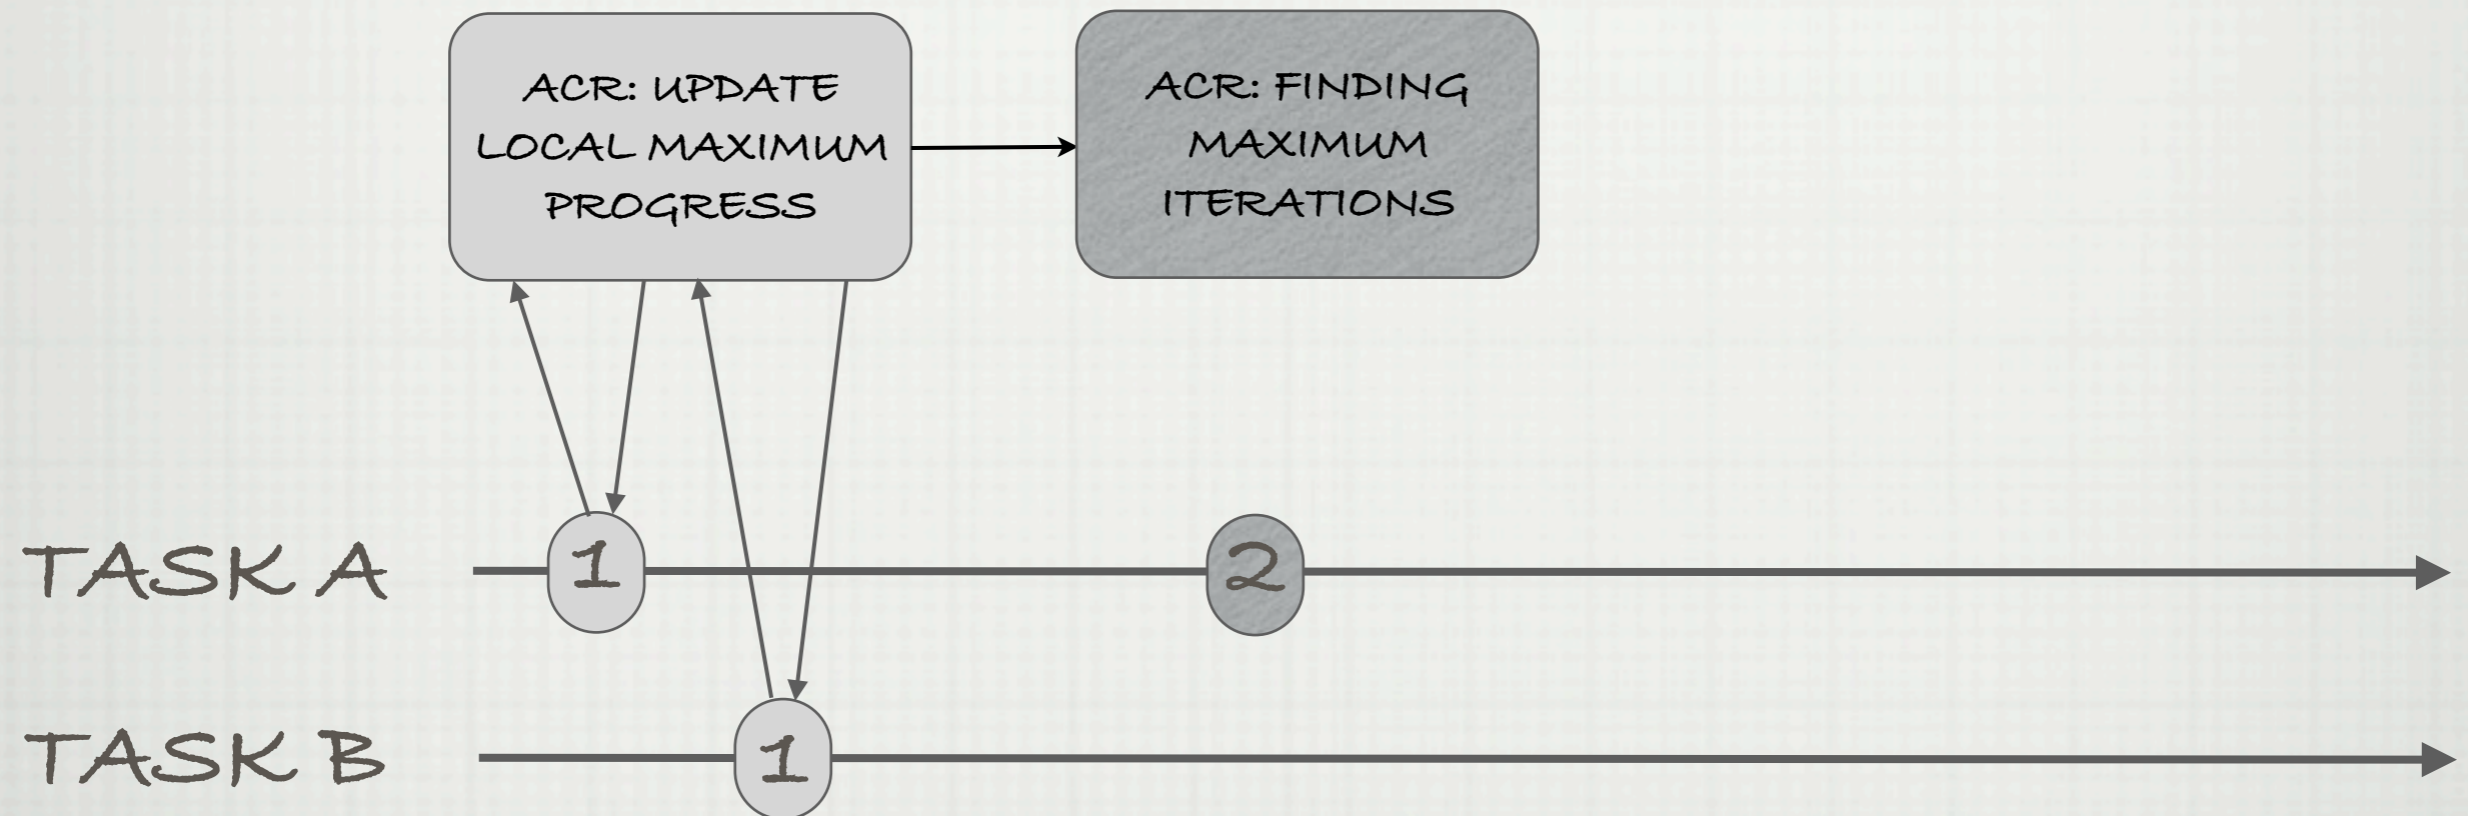 ACR: UPDATE
LOCAL MAXIMUM
PROGRESS
ACR: FINDING
MAXIMUM
ITERATIONS
TASK A
1
2
TASK B
1